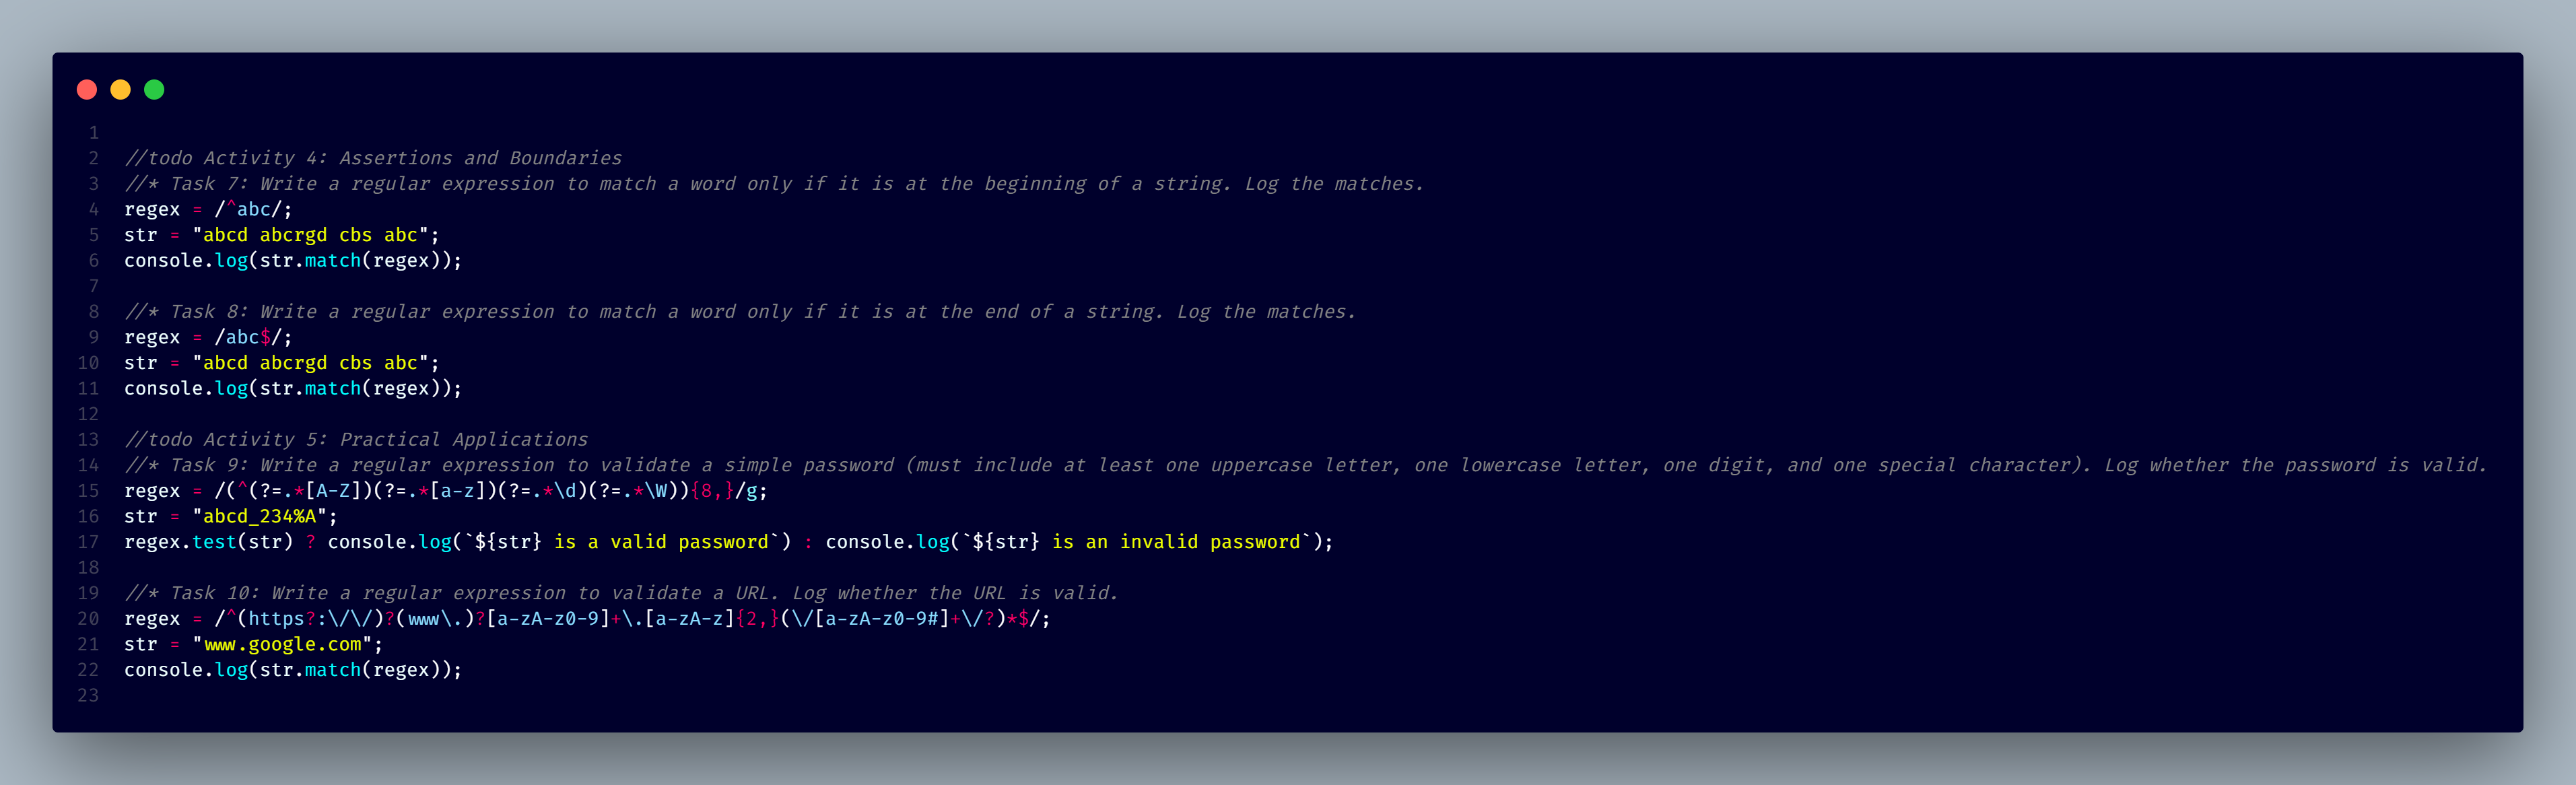 1
2 //todo Activity 4: Assertions and Boundaries
3 //* Task 7: Write a regular expression to match a word only if it is at the beginning of a string. Log the matches.
4 regex = /^abc/;
5 str = "abcd abcrgd cbs abc";
6 console.log(str.match(regex));
7
8 //* Task 8: Write a regular expression to match a word only if it is at the end of a string. Log the matches.
9 regex = /abc$/;
10 str = "abcd abcrgd cbs abc";
11 console.log(str.match(regex));
12
13 //todo Activity 5: Practical Applications
14 //* Task 9: Write a regular expression to validate a simple password (must include at least one uppercase letter, one lowercase letter, one digit, and one special character). Log whether the password is valid.
15 regex = /(^(?=.*[A-Z])(?=.*[a-z])(?=.*\d)(?=.*\W)){8,}/g;
16 str = "abcd_234%A";
17 regex.test(str) ? console.log(`${str} is a valid password`) : console.log(`${str} is an invalid password`);
18
19 //* Task 10: Write a regular expression to validate a URL. Log whether the URL is valid.
20 regex = /^(https?:\/\/)?(www\.)?[a-zA-z0-9]+\.[a-zA-z]{2,}(\/[a-zA-z0-9#]+\/?)*$/;
21 str = "www.google.com";
22 console.log(str.match(regex));
23